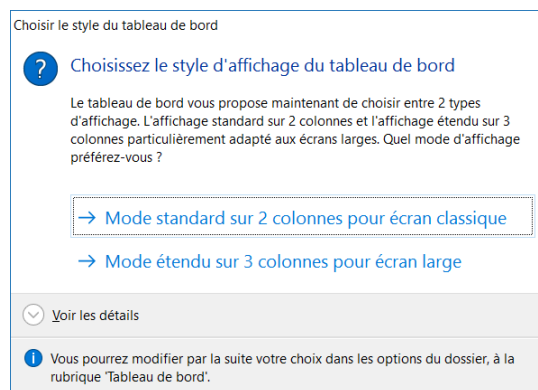 Choisir le style du tableau de bord
Choisissez le style d'affichage du tableau de bord
Le tableau de bord vous propose maintenant de choisir entre 2 types
d'affichage. L'affichage standard sur 2 colonnes et l'affichage étendu sur 3
colonnes particulièrement adapté aux écrans larges. Quel mode d'affichage
préférez-vous ?
Mode standard sur 2 colonnes pour écran classique
Mode étendu sur 3 colonnes pour écran large
Voir les détails
Vous pourrez modifier par la suite votre choix dans les options du dossier, à la
rubrique 'Tableau de bord'.